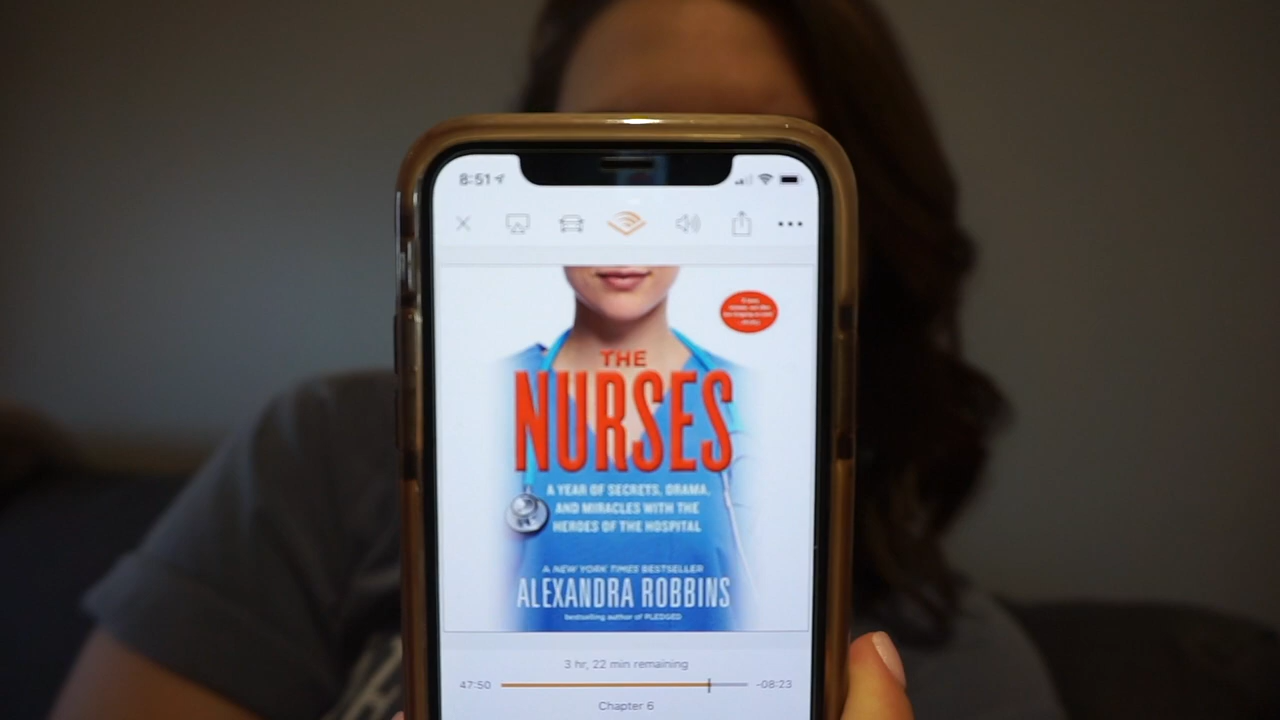 8:51
THE
NURSES
A YEAR OF SECRETS, DRAMA,
AND MIRACLES WITH THE
HEROES OF THE HOSPITAL
A NEW YORK TIMES BESTSELLER
ALEXANDRA ROBBINS
bestselling author of PLEDGED
3 hr, 22 min remaining
47:50
-08:23
Chapter 6